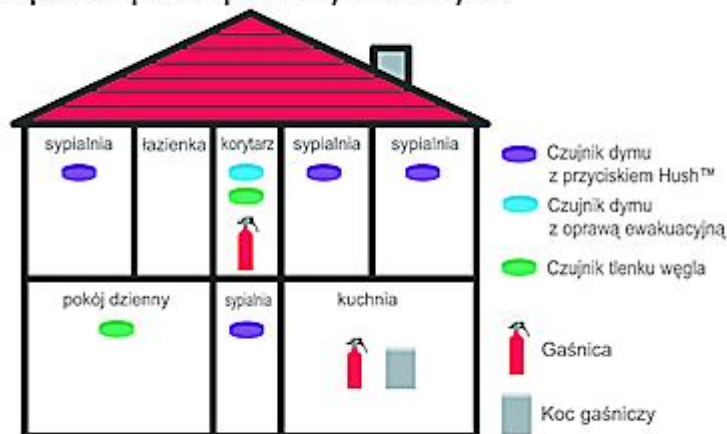 sypialnia
łazienka
korytarz
sypialnia
sypialnia
pokój dzienny
sypialnia
kuchnia
Czujnik dymu
z przyciskiem Hush™
Czujnik dymu
z oprawą ewakuacyjną
Czujnik tlenku węgla
Gaśnica
Koc gaśniczy